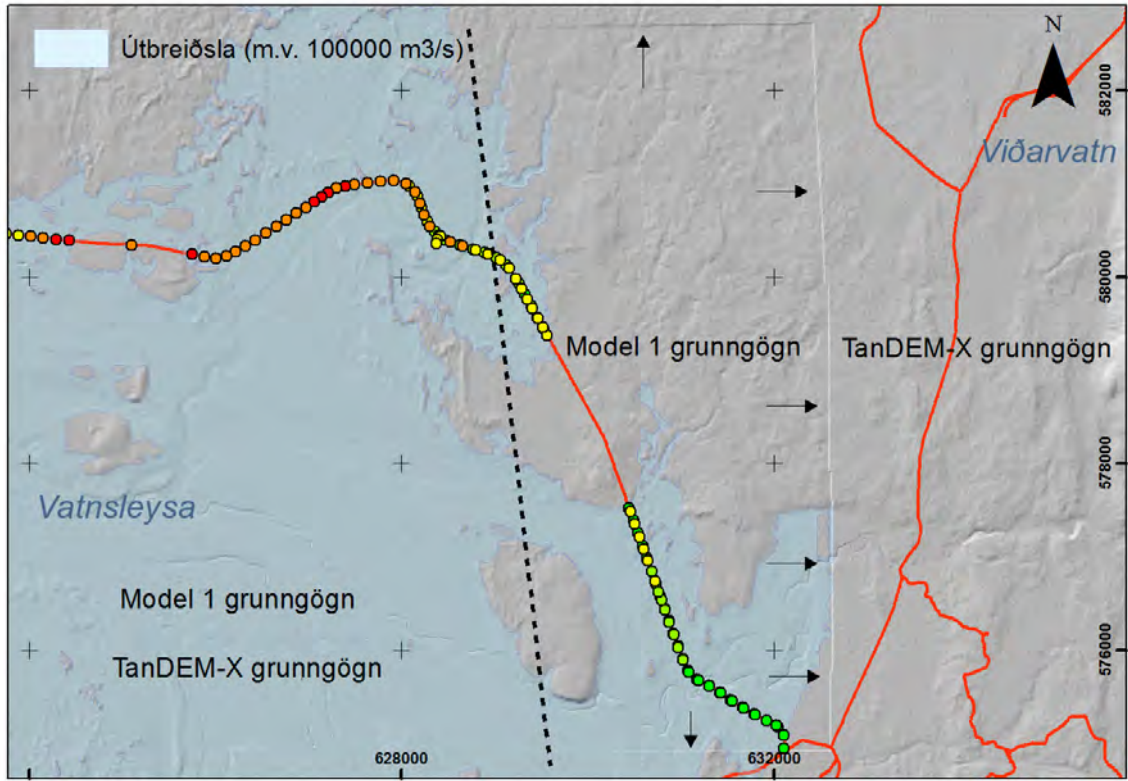 Útbreiðsla (m.v. 100000 m3/s)
N
582000
Viðarvatn
580000
Model 1 grunngögn
TanDEM-X grunngögn
578000
Vatnsleysa
Model 1 grunngögn
TanDEM-X grunngögn
576000
628000
632000